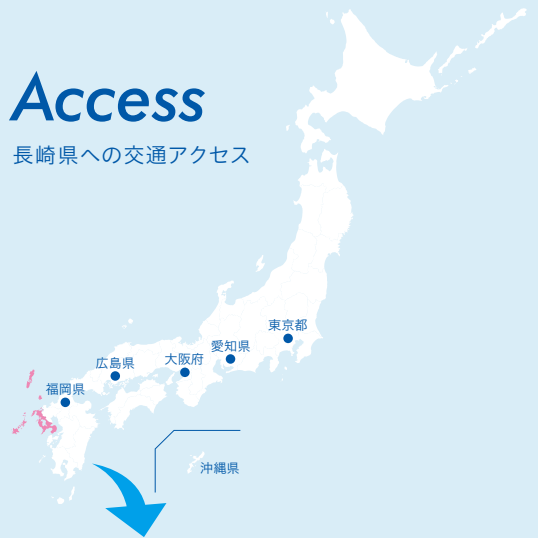 Access
長崎県への交通アクセス
東京都
愛知県
大阪府
広島県
福岡県
沖縄県